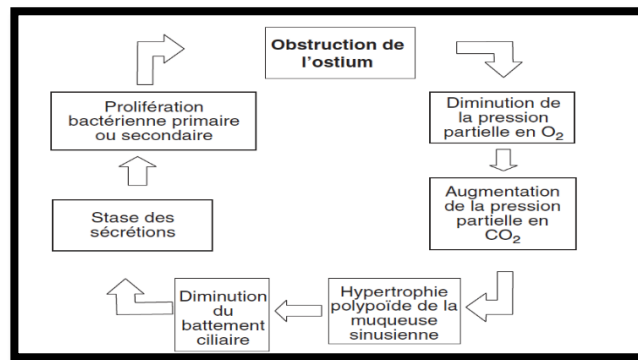 Obstruction de
l'ostium
Diminution de
la pression
partielle en O₂
Augmentation
de la pression
partielle en
CO₂
Hypertrophie
polypoïde de la
muqueuse
sinusienne
Diminution
du
battement
ciliaire
Stase des
sécrétions
Prolifération
bactérienne primaire
ou secondaire